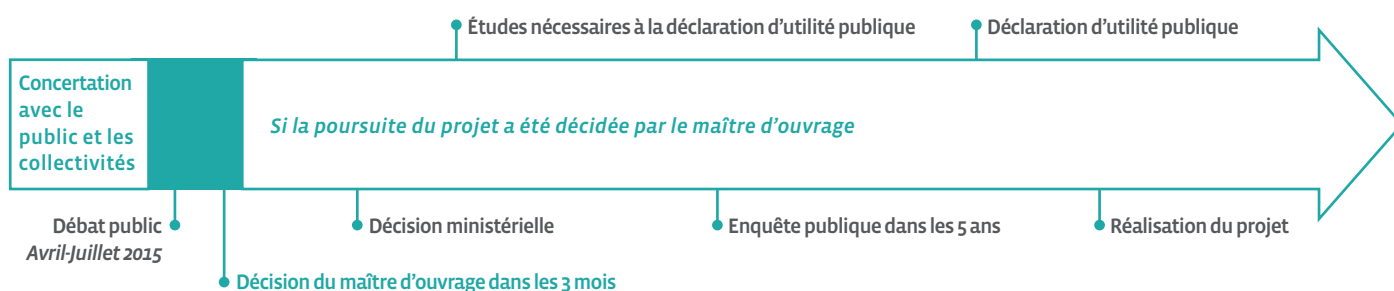 Études nécessaires à la déclaration d’utilité publique
Déclaration d’utilité publique
Concertation
avec le
public et les
collectivités
Si la poursuite du projet a été décidée par le maître d’ouvrage
Débat public
Avril-Juillet 2015
Décision ministérielle
Enquête publique dans les 5 ans
Réalisation du projet
Décision du maître d’ouvrage dans les 3 mois